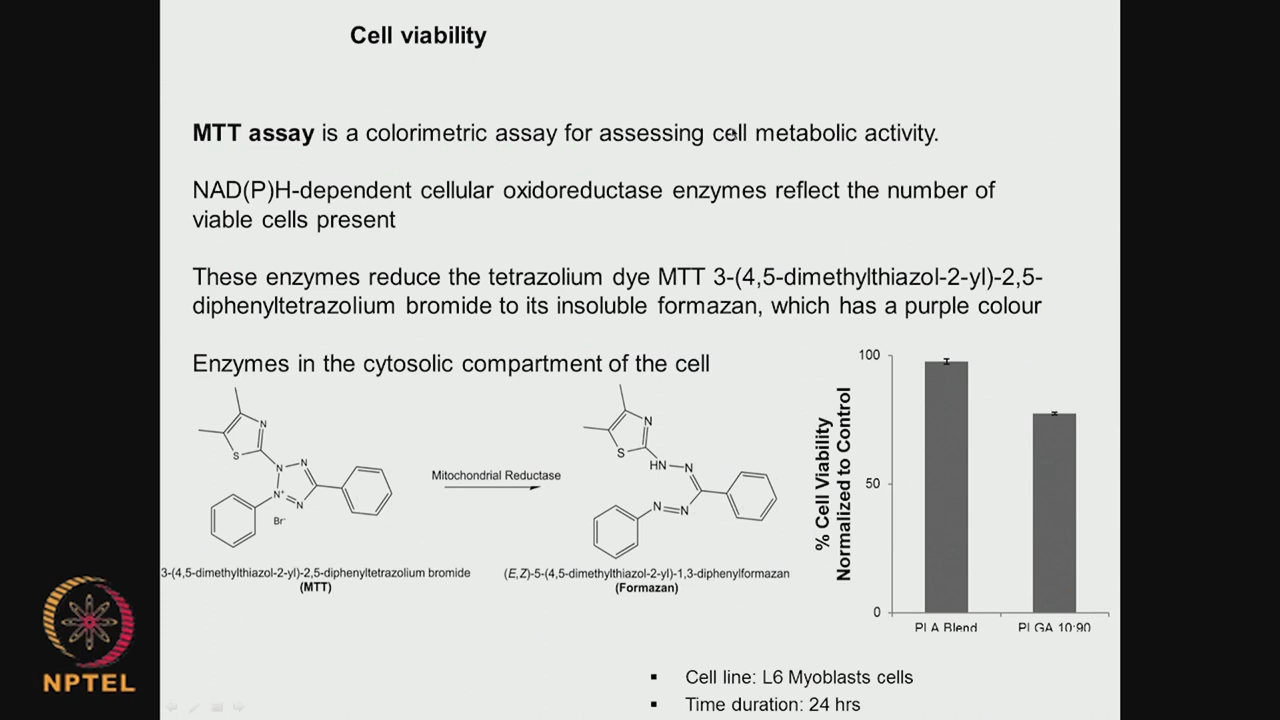 Cell viability
MTT assay is a colorimetric assay for assessing cell metabolic activity.
NAD(P)H-dependent cellular oxidoreductase enzymes reflect the number of
viable cells present
These enzymes reduce the tetrazolium dye MTT 3-(4,5-dimethylthiazol-2-yl)-2,5-
diphenyltetrazolium bromide to its insoluble formazan, which has a purple colour
Enzymes in the cytosolic compartment of the cell
N
S
N
N
N+
N
Br-
3-(4,5-dimethylthiazol-2-yl)-2,5-diphenyltetrazolium bromide
(MTT)
Mitochondrial Reductase
N
S
HN
N
N
N
(E,Z)-5-(4,5-dimethylthiazol-2-yl)-1,3-diphenylformazan
(Formazan)
% Cell Viability
Normalized to Control
100
50
0
PLA Blend
PLGA 10:90
NPTEL
▪ Cell line: L6 Myoblasts cells
▪ Time duration: 24 hrs